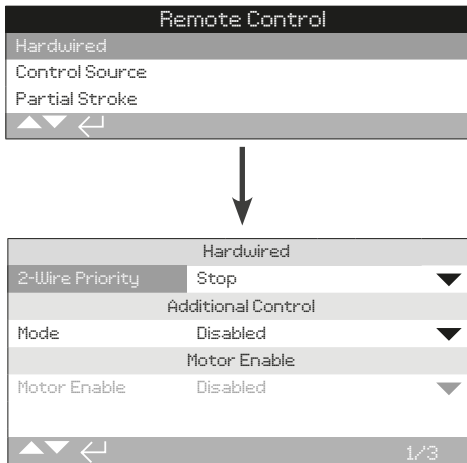 Remote Control
Hardwired
Control Source
Partial Stroke
Hardwired
2-Wire Priority Stop
Additional Control
Mode Disabled
Motor Enable
Motor Enable Disabled
1/3